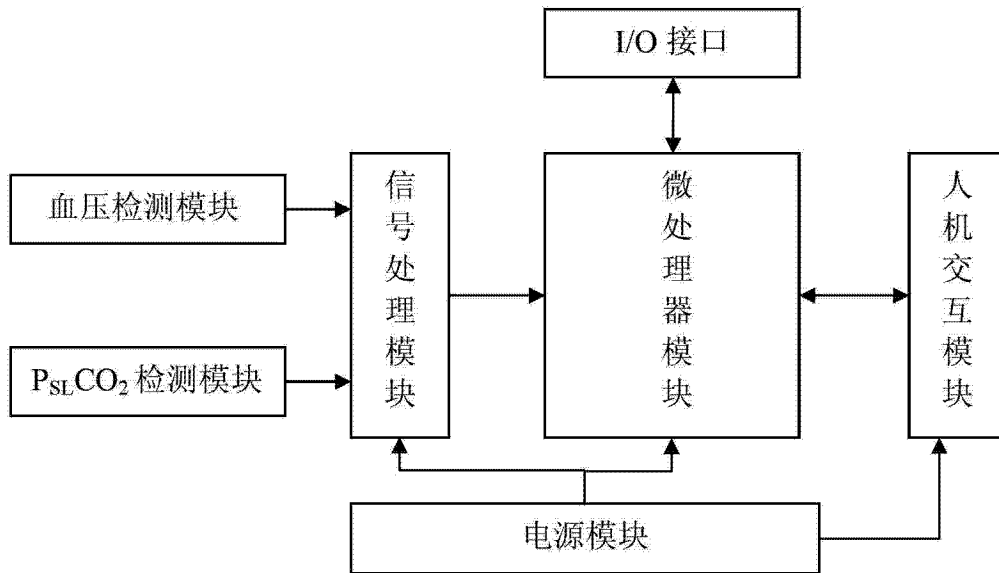 I/O 接口
血压检测模块
P_SLCO₂ 检测模块
信号处理模块
微处理器模块
人机交互模块
电源模块